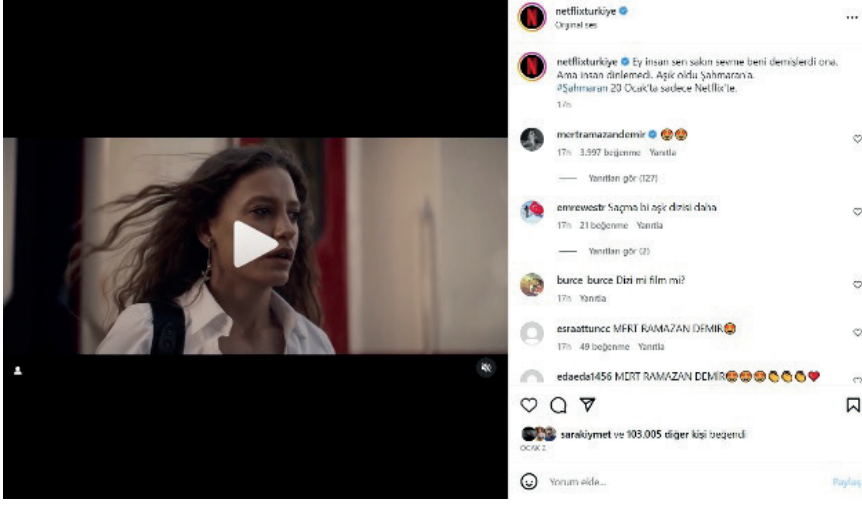 netflixturkiye
Orijinal ses
netflixturkiye Ey insan sen sakın sevme beni demişlerdi ona.
Ama insan dinlemedi. Aşık oldu Şahmaran'a.
#Şahmaran 20 Ocak'ta sadece Netflix'te.
17h
mertramazandemir 😍😍
17h 3.997 beğenme Yanıtla
Yanıtları gör (127)
emrewestr Saçma bi aşk dizisi daha
17h 21 beğenme Yanıtla
Yanıtları gör (2)
burce_burce Dizi mi film mi?
17h Yanıtla
esraattuncc MERT RAMAZAN DEMİR😍
17h 49 beğenme Yanıtla
edaeda1456 MERT RAMAZAN DEMİR😍😍😍👏👏👏❤️
sarakiymet ve 103.005 diğer kişi beğendi
OCAK 2
Yorum ekle...
Paylaş